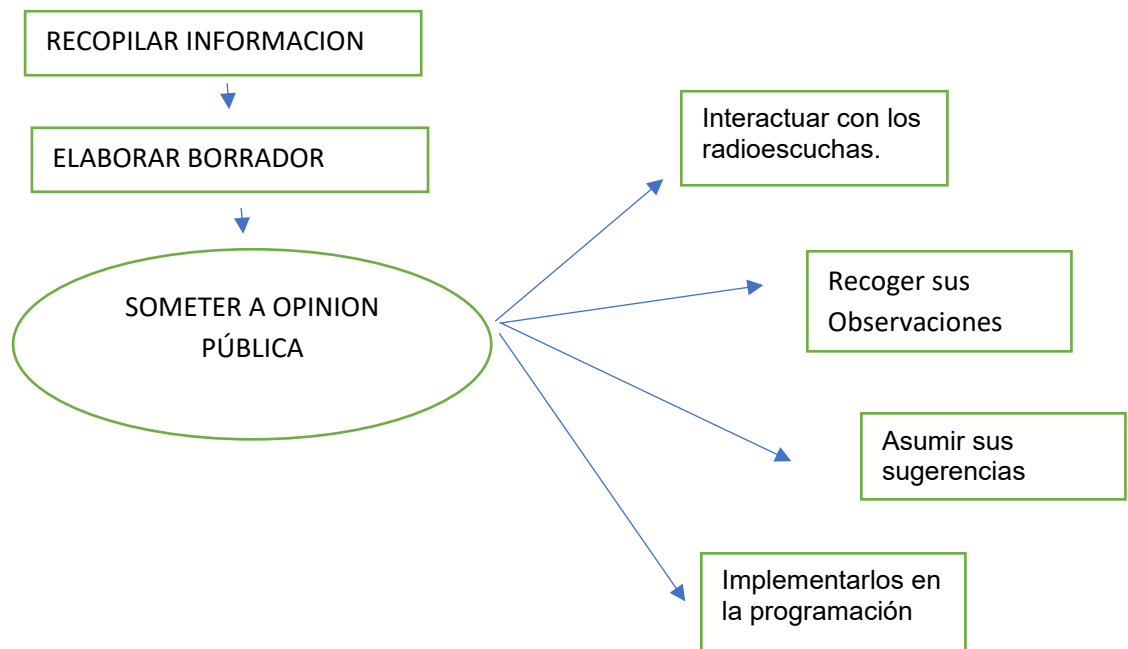 RECOPILAR INFORMACION
ELABORAR BORRADOR
SOMETER A OPINION
PÚBLICA
Interactuar con los
radioescuchas.
Recoger sus
Observaciones
Asumir sus
sugerencias
Implementarlos en
la programación